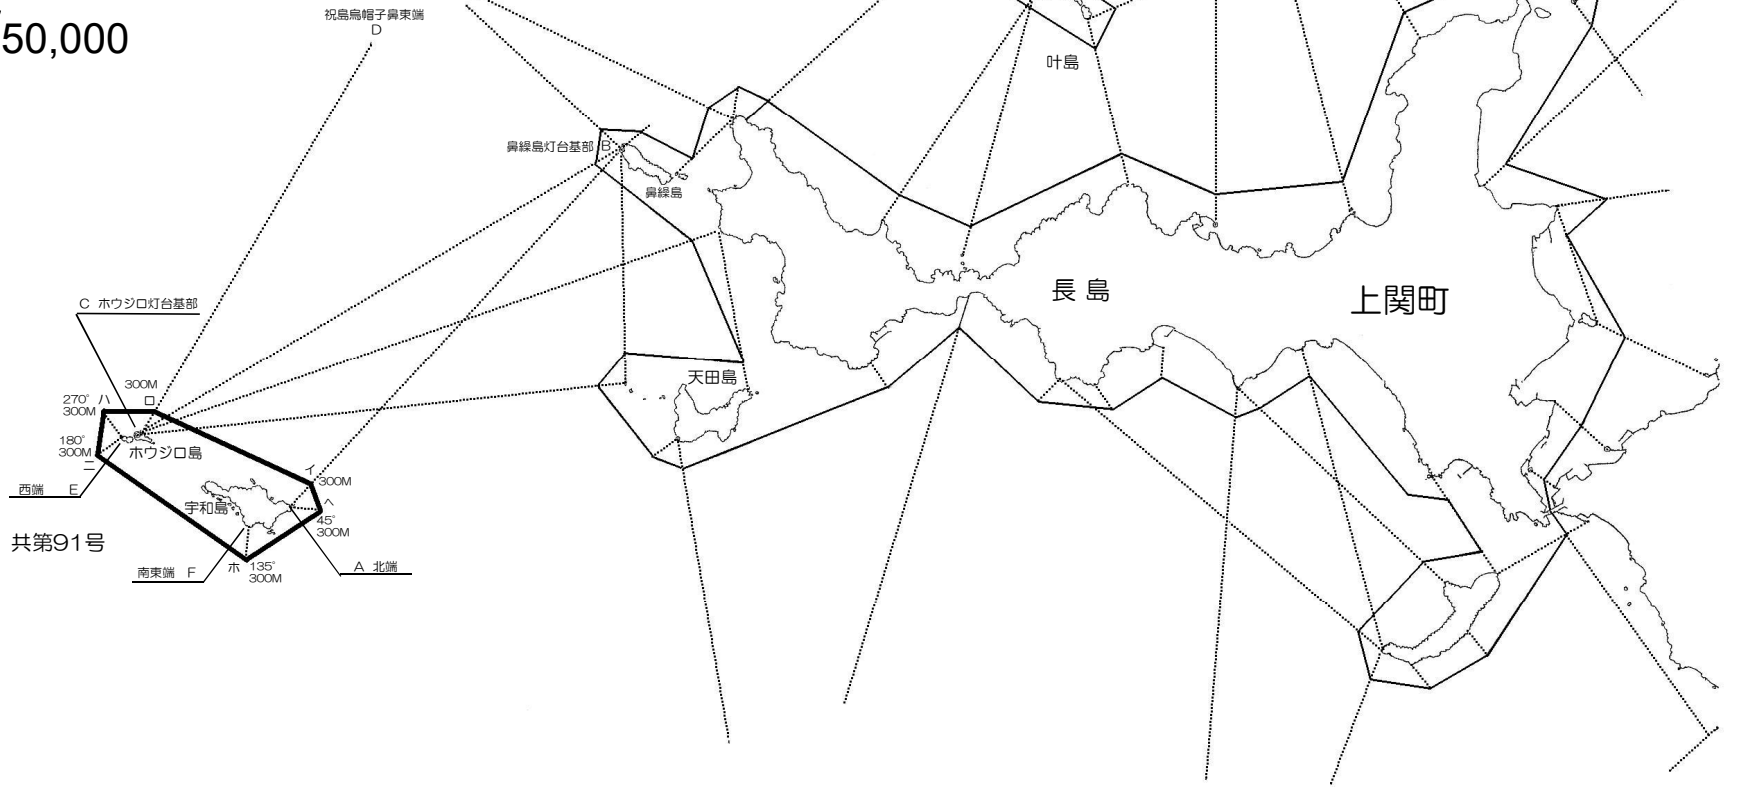 祝島烏帽子鼻東端
D
50,000
叶島
鼻繰島灯台基部 B
鼻繰島
長島
上関町
C ホウジロ灯台基部
天田島
300M
270° ハ ロ
300M
180°
300M
ニ
ホウジロ島
西端 E
イ
300M
ヘ
45°
300M
宇和島
共第91号
ホ 135°
300M
南東端 F
A 北端